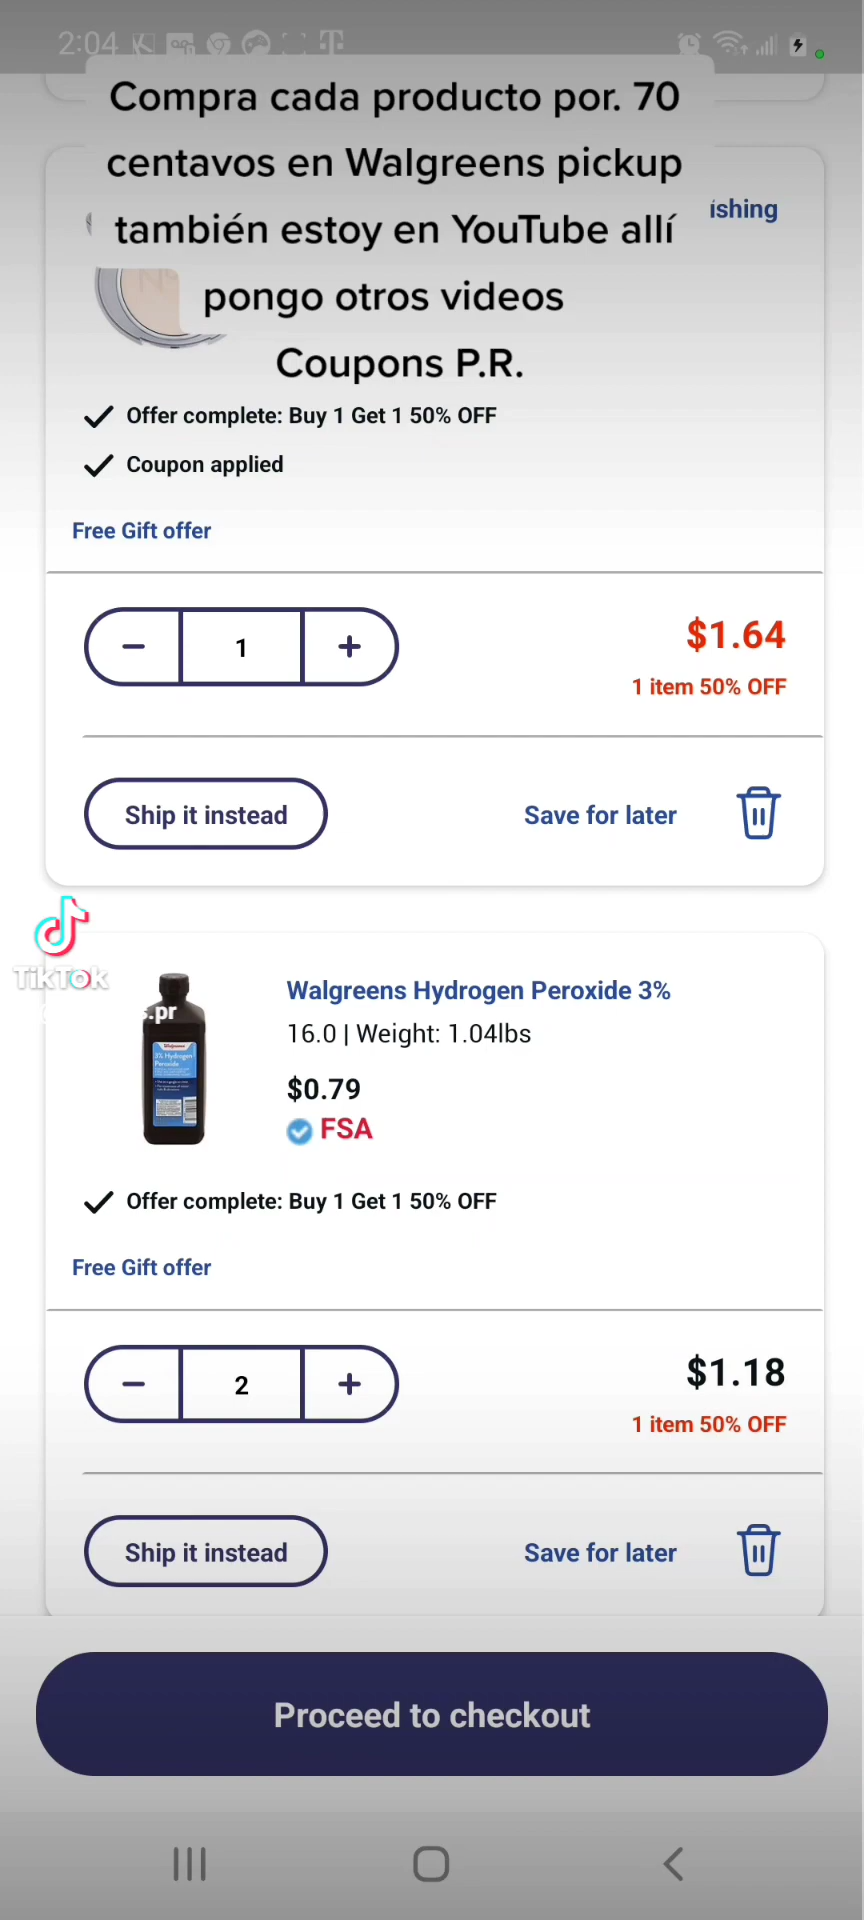 2:04
Compra cada producto por. 70
centavos en Walgreens pickup
también estoy en YouTube allí
pongo otros videos
Coupons P.R.
ishing
Offer complete: Buy 1 Get 1 50% OFF
Coupon applied
Free Gift offer
1
$1.64
1 item 50% OFF
Ship it instead
Save for later
TikTok
s.pr
Walgreens Hydrogen Peroxide 3%
16.0 | Weight: 1.04lbs
$0.79
FSA
Walgreens
3% Hydrogen
Peroxide
Offer complete: Buy 1 Get 1 50% OFF
Free Gift offer
2
$1.18
1 item 50% OFF
Ship it instead
Save for later
Proceed to checkout